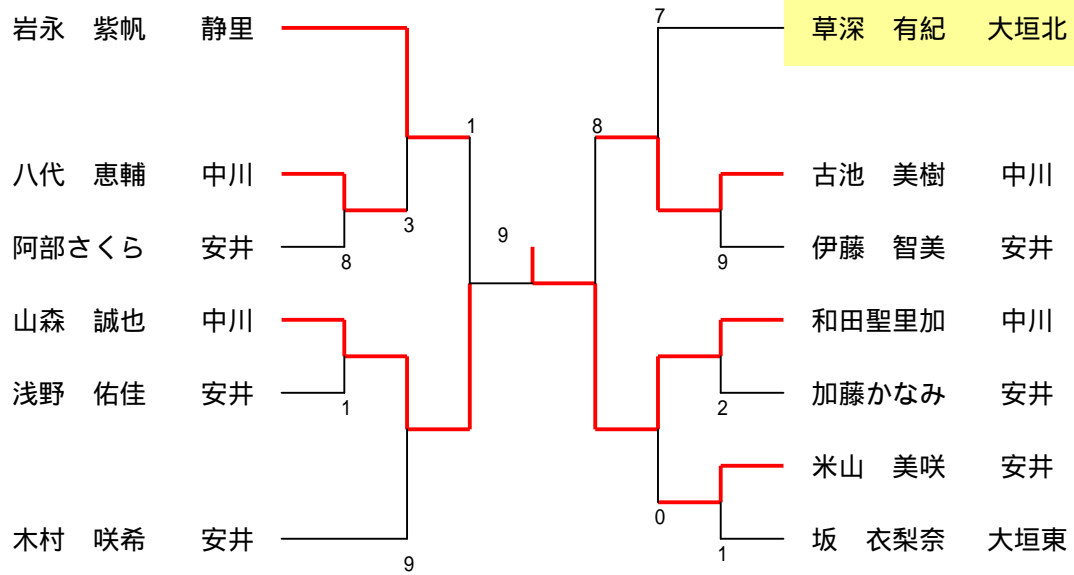 岩永　紫帆　静里
八代　恵輔　中川
阿部さくら　安井
山森　誠也　中川
浅野　佑佳　安井
木村　咲希　安井
1
3
8
1
9
9
7
8
9
2
0
1
草深　有紀　大垣北
古池　美樹　中川
伊藤　智美　安井
和田聖里加　中川
加藤かなみ　安井
米山　美咲　安井
坂　衣梨奈　大垣東